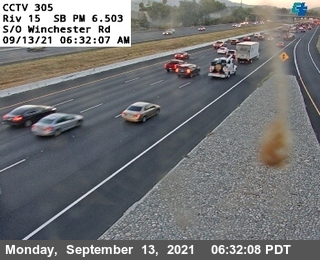 CCTV 305
Riv 15 SB PM 6.503
S/O Winchester Rd
09/13/21 06:32:07 AM
Monday, September 13, 2021 06:32:08 PDT